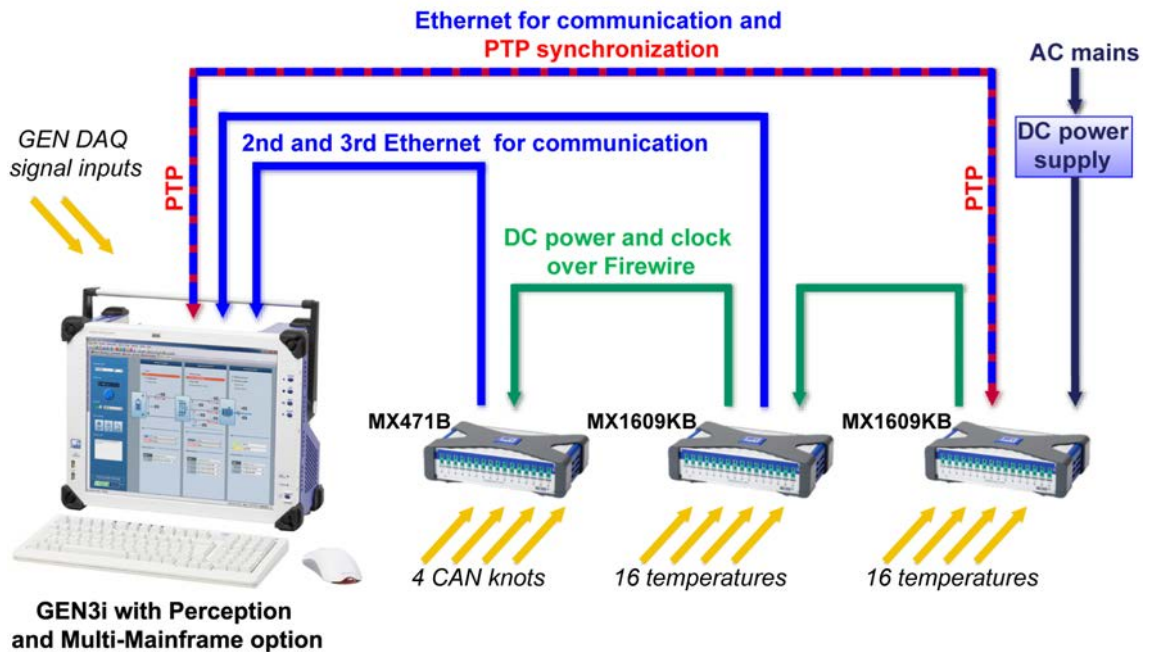 Ethernet for communication and
PTP synchronization
AC mains
DC power
supply
GEN DAQ
signal inputs
2nd and 3rd Ethernet for communication
PTP
PTP
DC power and clock
over Firewire
MX471B
MX1609KB
MX1609KB
4 CAN knots
16 temperatures
16 temperatures
GEN3i with Perception
and Multi-Mainframe option